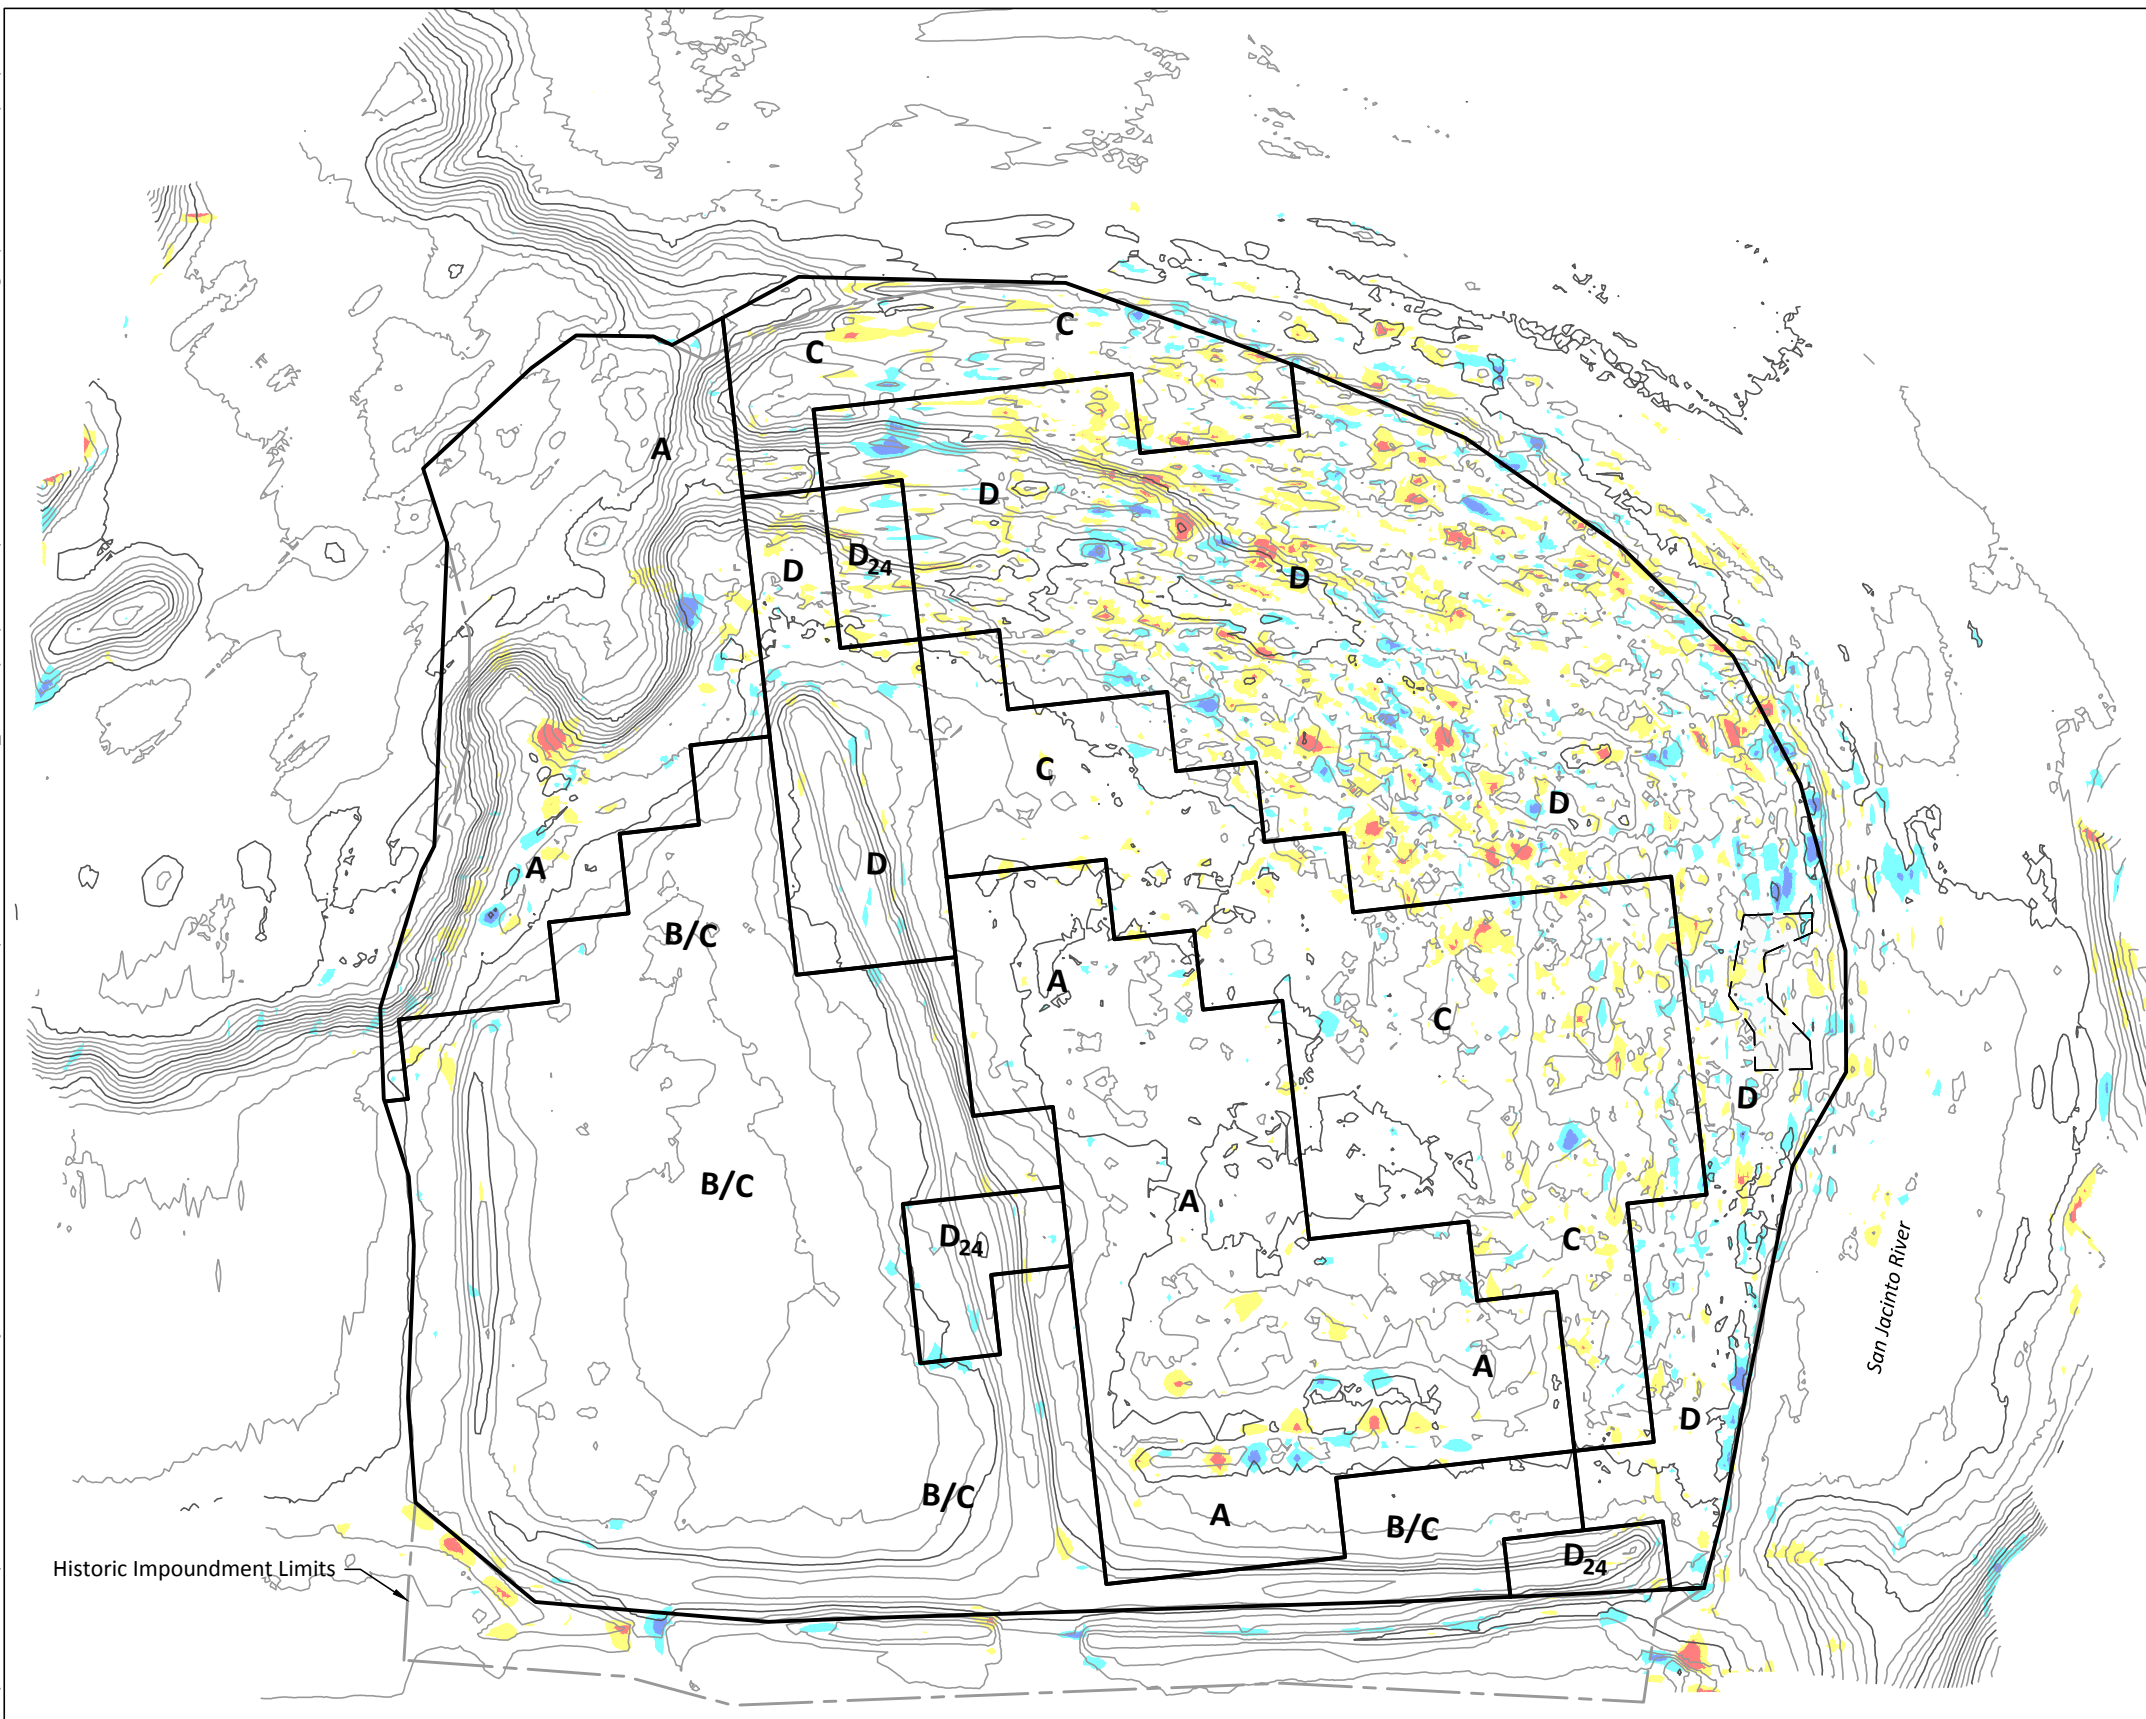 C
C
A
D
D₂₄
D
D
C
D
A
D
B/C
A
C
D
B/C
A
D₂₄
C
San Jacinto River
A
D
B/C
A
B/C
D₂₄
Historic Impoundment Limits